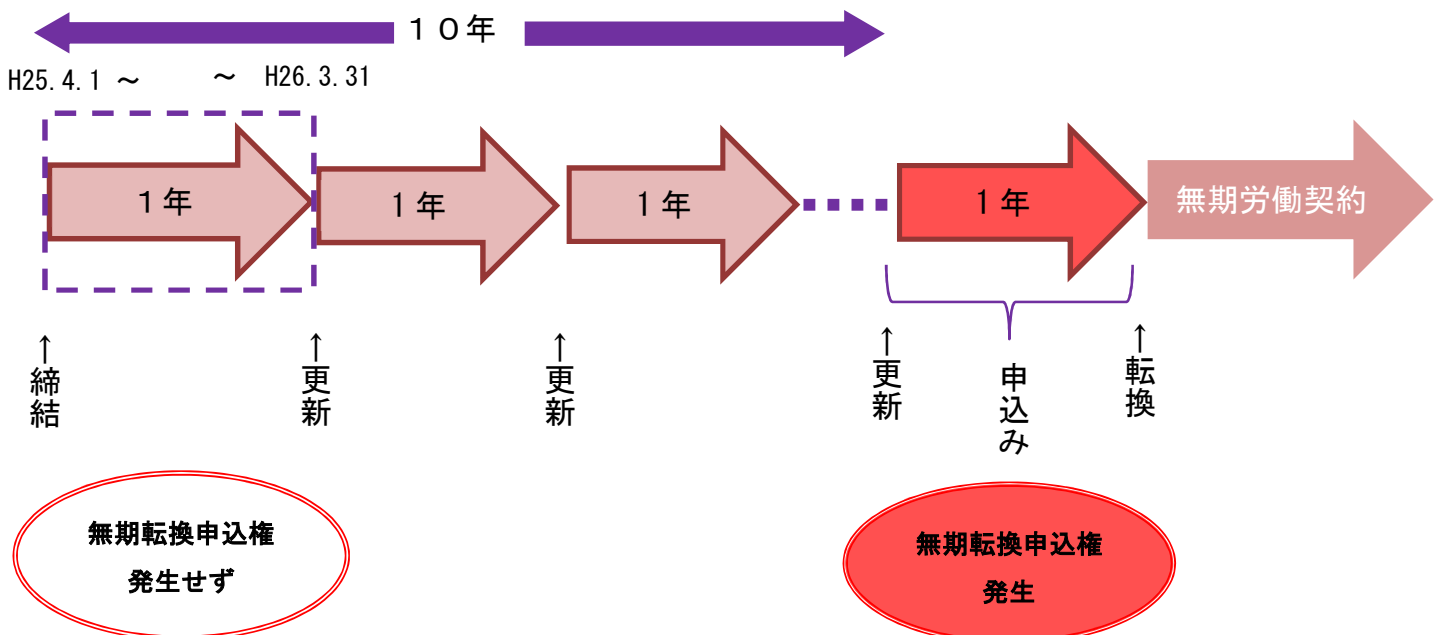 １０年
H25.4.1 ～　　～ H26.3.31
１年
１年
１年
１年
無期労働契約
↑締結
↑更新
↑更新
↑更新
申込み
↑転換
無期転換申込権
発生せず
無期転換申込権
発生